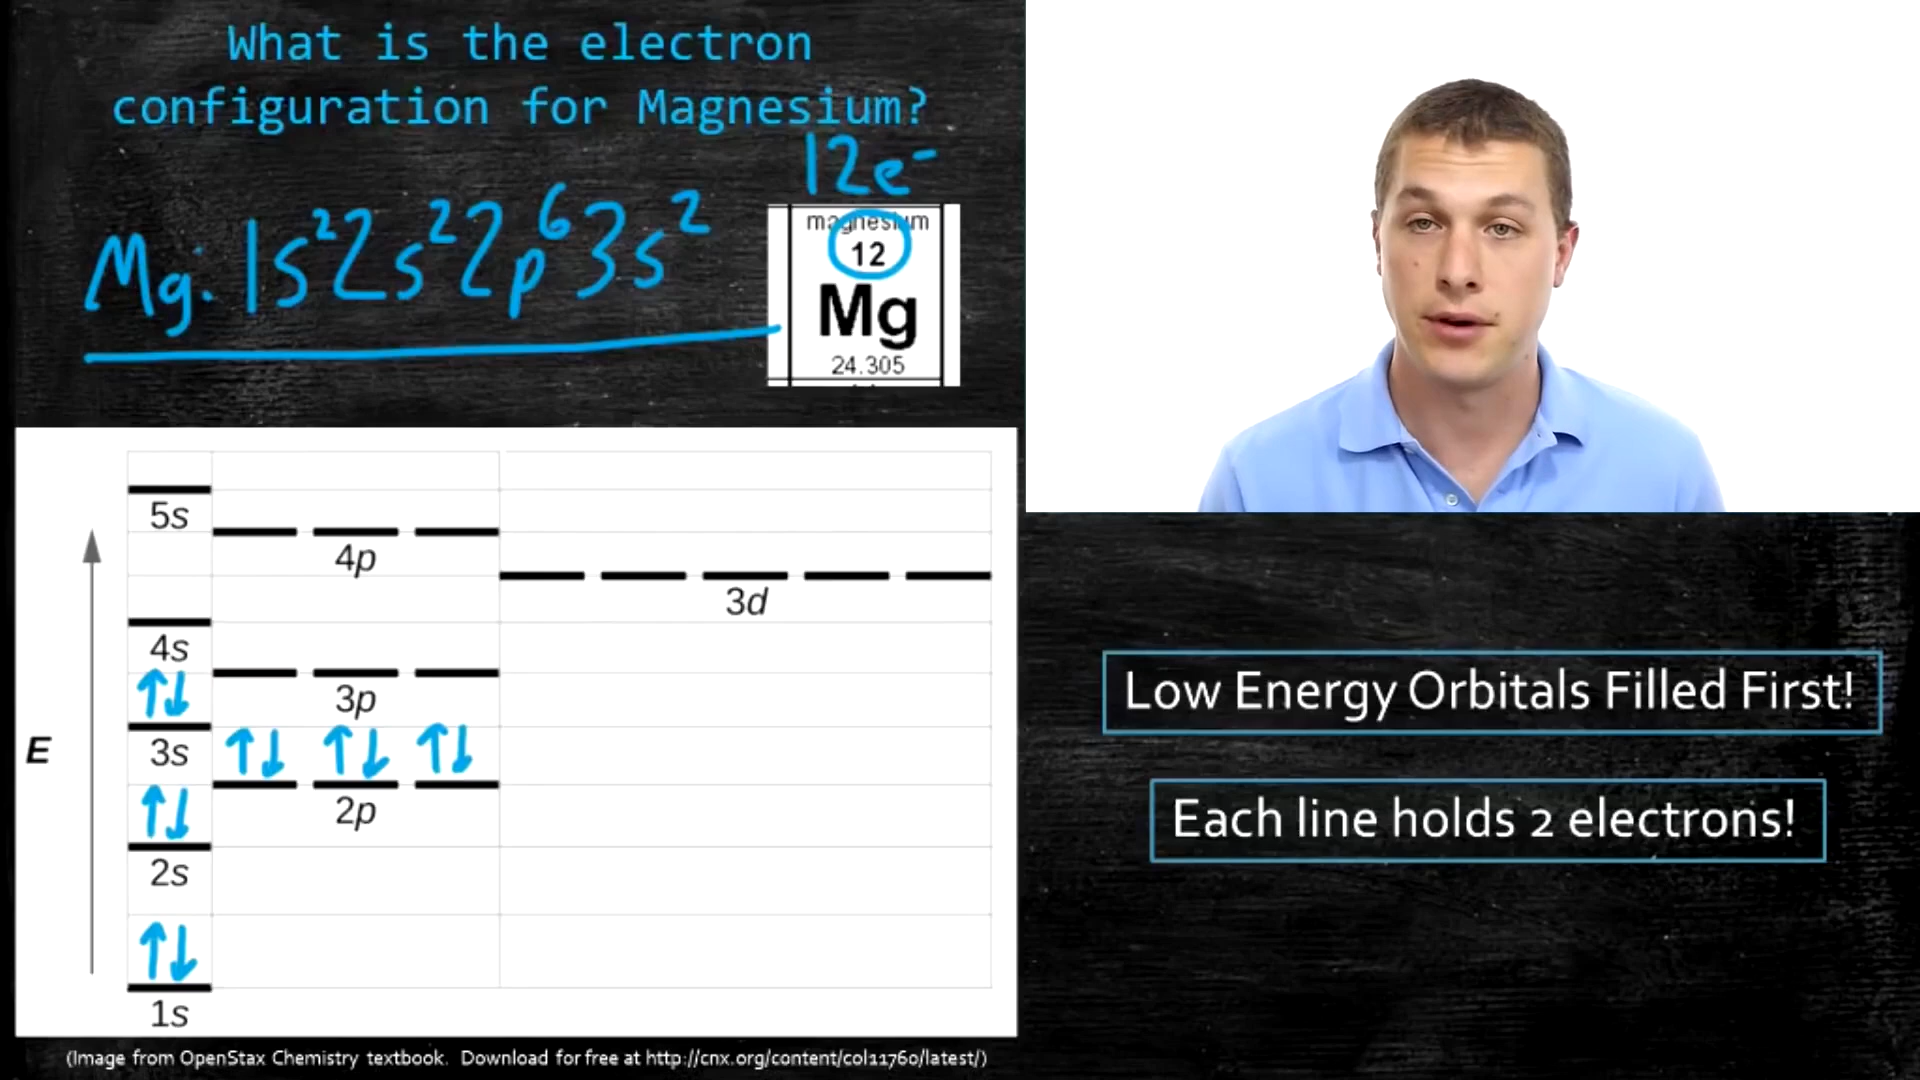 What is the electron
configuration for Magnesium?
12e⁻
Mg: 1s²2s²2p⁶3s²
magnesium
12
Mg
24.305
5s
4p
3d
4s
3p
E
3s
2p
2s
1s
(Image from OpenStax Chemistry textbook. Download for free at http://cnx.org/content/col11760/latest/)
Low Energy Orbitals Filled First!
Each line holds 2 electrons!